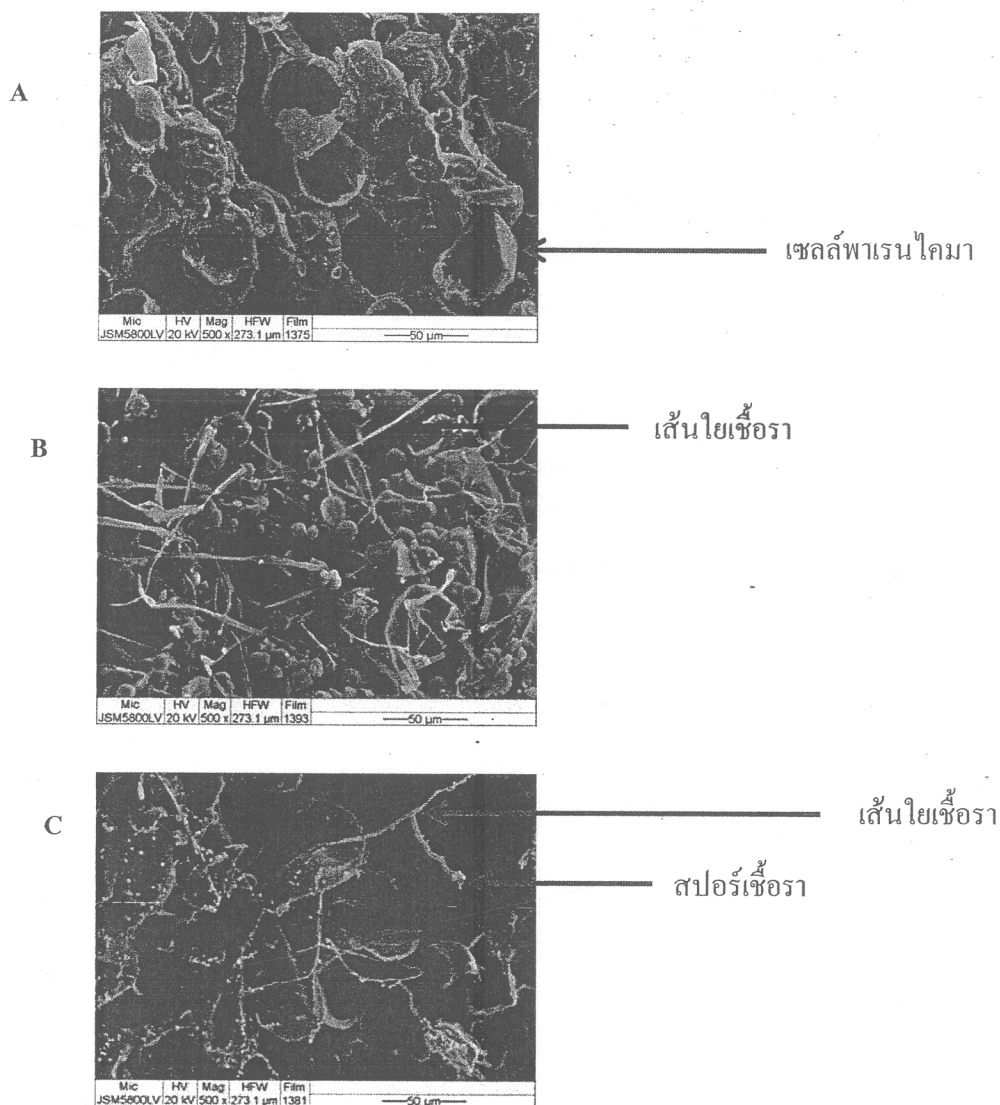 A
เซลล์พาเรนไคมา
Mic HV Mag HFW Film
JSM5800LV 20 kV 500 x 273.1 µm 1375 50 µm
B
เส้นใยเชื้อรา
Mic HV Mag HFW Film
JSM5800LV 20 kV 500 x 273.1 µm 1393 50 µm
C
เส้นใยเชื้อรา
สปอร์เชื้อรา
Mic HV Mag HFW Film
JSM5800LV 20 kV 500 x 273.1 µm 1381 50 µm